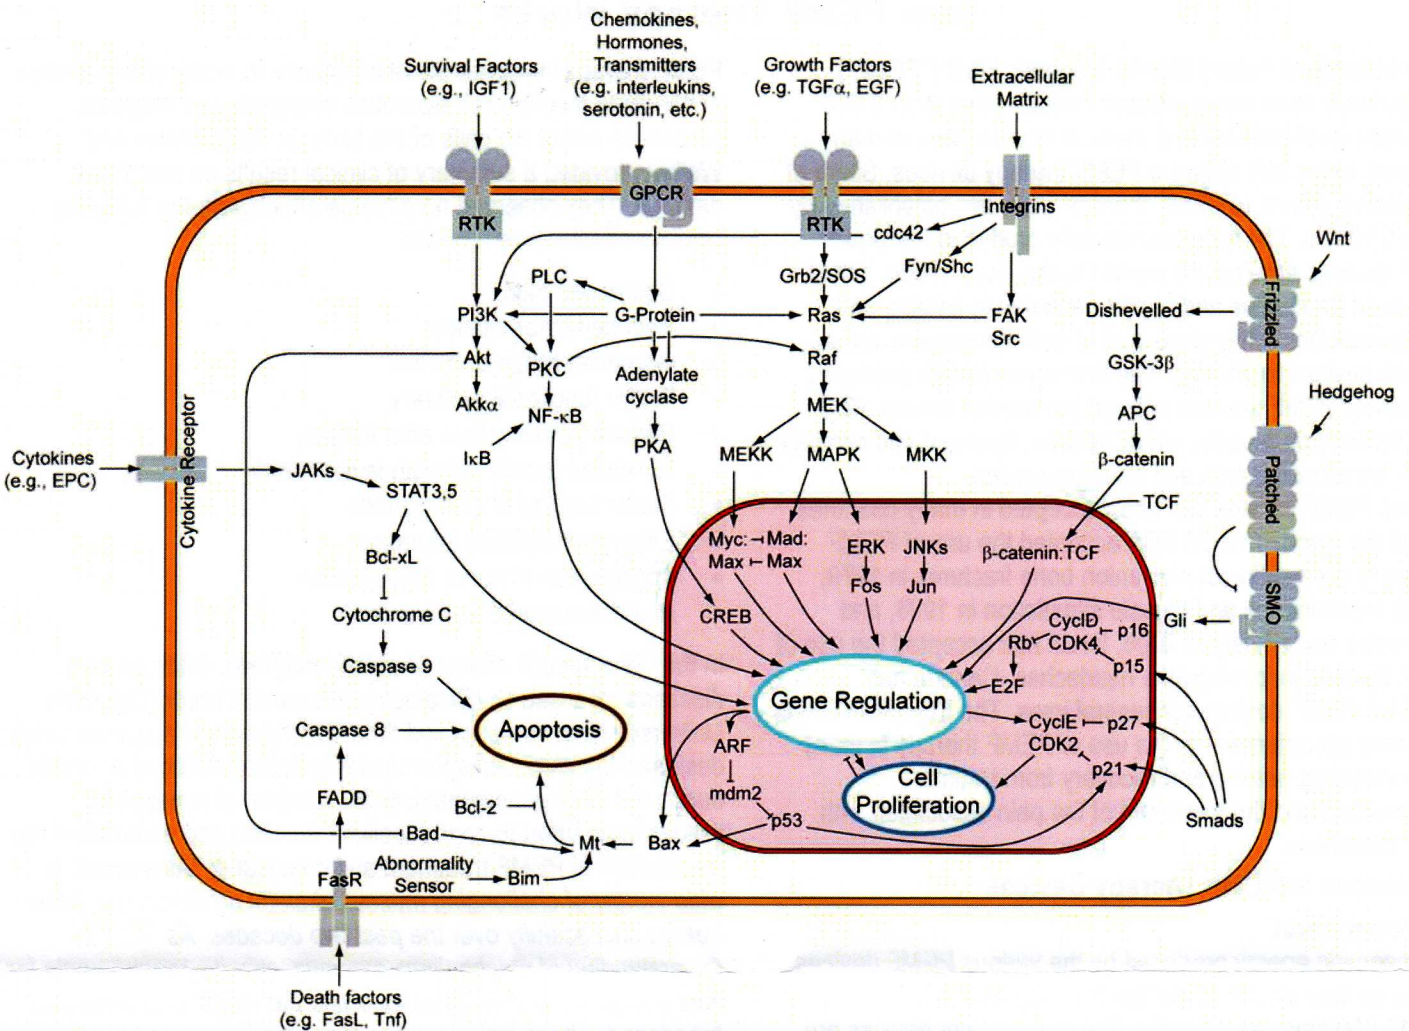 Chemokines,
Hormones,
Transmitters
(e.g. interleukins,
serotonin, etc.)
Survival Factors
(e.g., IGF1)
Growth Factors
(e.g. TGFα, EGF)
Extracellular
Matrix
RTK
GPCR
RTK
Integrins
cdc42
Wnt
Fyn/Shc
PLC
Grb2/SOS
Frizzled
PI3K
G-Protein
Ras
FAK
Src
Dishevelled
Akt
PKC
Adenylate
cyclase
Raf
GSK-3β
Hedgehog
Akkα
NF-κB
MEK
APC
Cytokine Receptor
IκB
PKA
MEKK
MAPK
MKK
β-catenin
Patched
Cytokines
(e.g., EPC)
JAKs
STAT3,5
TCF
Myc:
Max
Mad:
Max
ERK
JNKs
β-catenin:TCF
Bcl-xL
Fos
Jun
Cytochrome C
CREB
CyclD
CDK4
p16
Gli
SMO
Rb
p15
Caspase 9
E2F
Gene Regulation
Caspase 8
Apoptosis
ARF
CyclE
CDK2
p27
p21
Cell
Proliferation
FADD
Bcl-2
mdm2
p53
Smads
Bad
Mt
Bax
FasR
Abnormality
Sensor
Bim
Death factors
(e.g. FasL, Tnf)